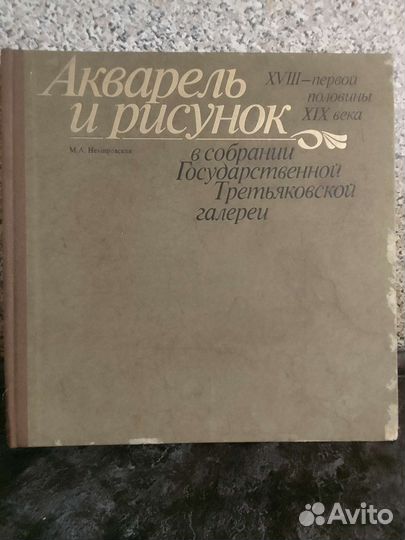 Акварель
и рисунок
XVIII–первой
половины
XIX века
М.А. Немировская
в собрании
Государственной
Третьяковской
галереи
Avito